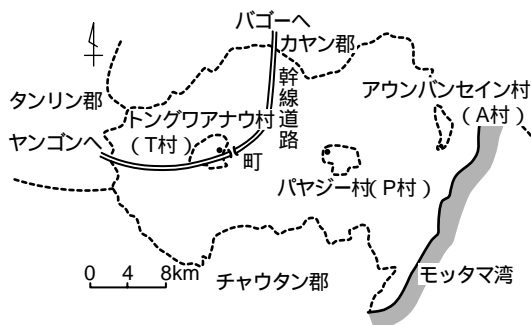 バゴーへ
カヤン郡
幹線道路
アウンバンセイン村
(A村)
タンリン郡
トングワアナウ村
(T村)
ヤンゴンへ
町
パヤジー村(P村)
0 4 8km
チャウタン郡
モッタマ湾